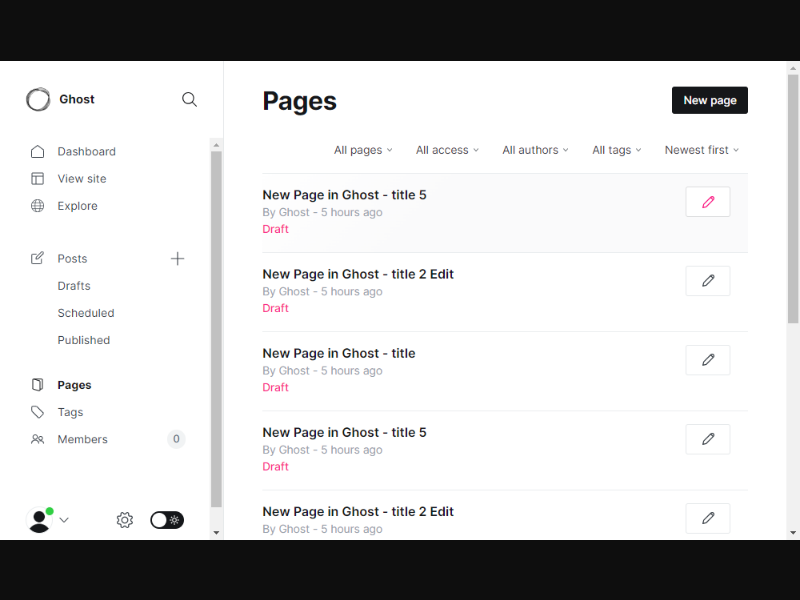 Ghost
Dashboard
View site
Explore
Posts
Drafts
Scheduled
Published
Pages
Tags
Members 0
Pages
New page
All pages All access All authors All tags Newest first
New Page in Ghost - title 5
By Ghost - 5 hours ago
Draft
New Page in Ghost - title 2 Edit
By Ghost - 5 hours ago
Draft
New Page in Ghost - title
By Ghost - 5 hours ago
Draft
New Page in Ghost - title 5
By Ghost - 5 hours ago
Draft
New Page in Ghost - title 2 Edit
By Ghost - 5 hours ago